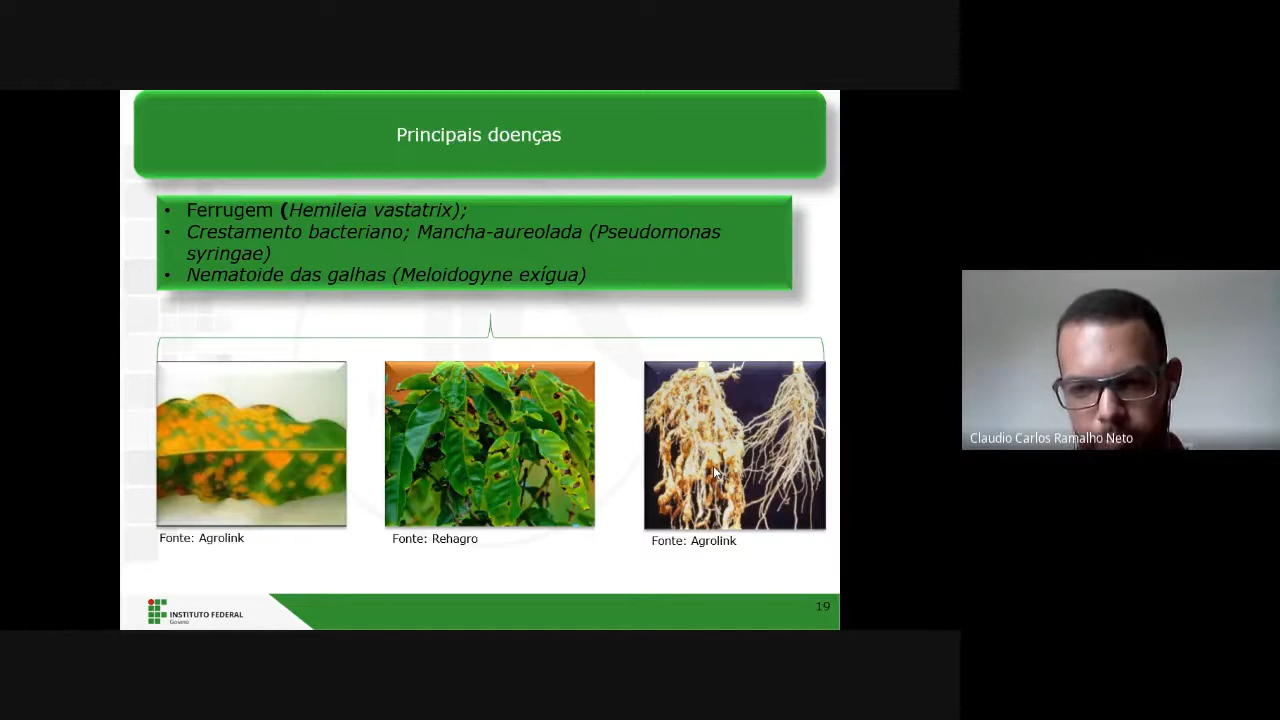 Principais doenças
• Ferrugem (Hemileia vastatrix);
• Crestamento bacteriano; Mancha-aureolada (Pseudomonas
syringae)
• Nematoide das galhas (Meloidogyne exígua)
Fonte: Agrolink
Fonte: Rehagro
Fonte: Agrolink
INSTITUTO FEDERAL
Goiano
19
Claudio Carlos Ramalho Neto